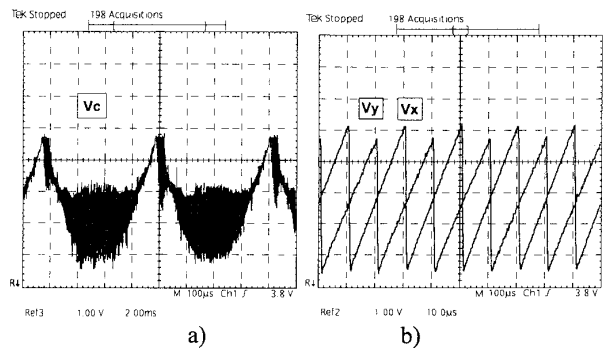 Tek Stopped 198 Acquisitions
Vc
R↓
M 100µs Ch1 ∫ 3.8 V
Ref3 1.00 V 2.00ms
a)
Tek Stopped 198 Acquisitions
Vy Vx
R↓
M 100µs Ch1 ∫ 3.8 V
Ref2 1.00 V 10.0µs
b)